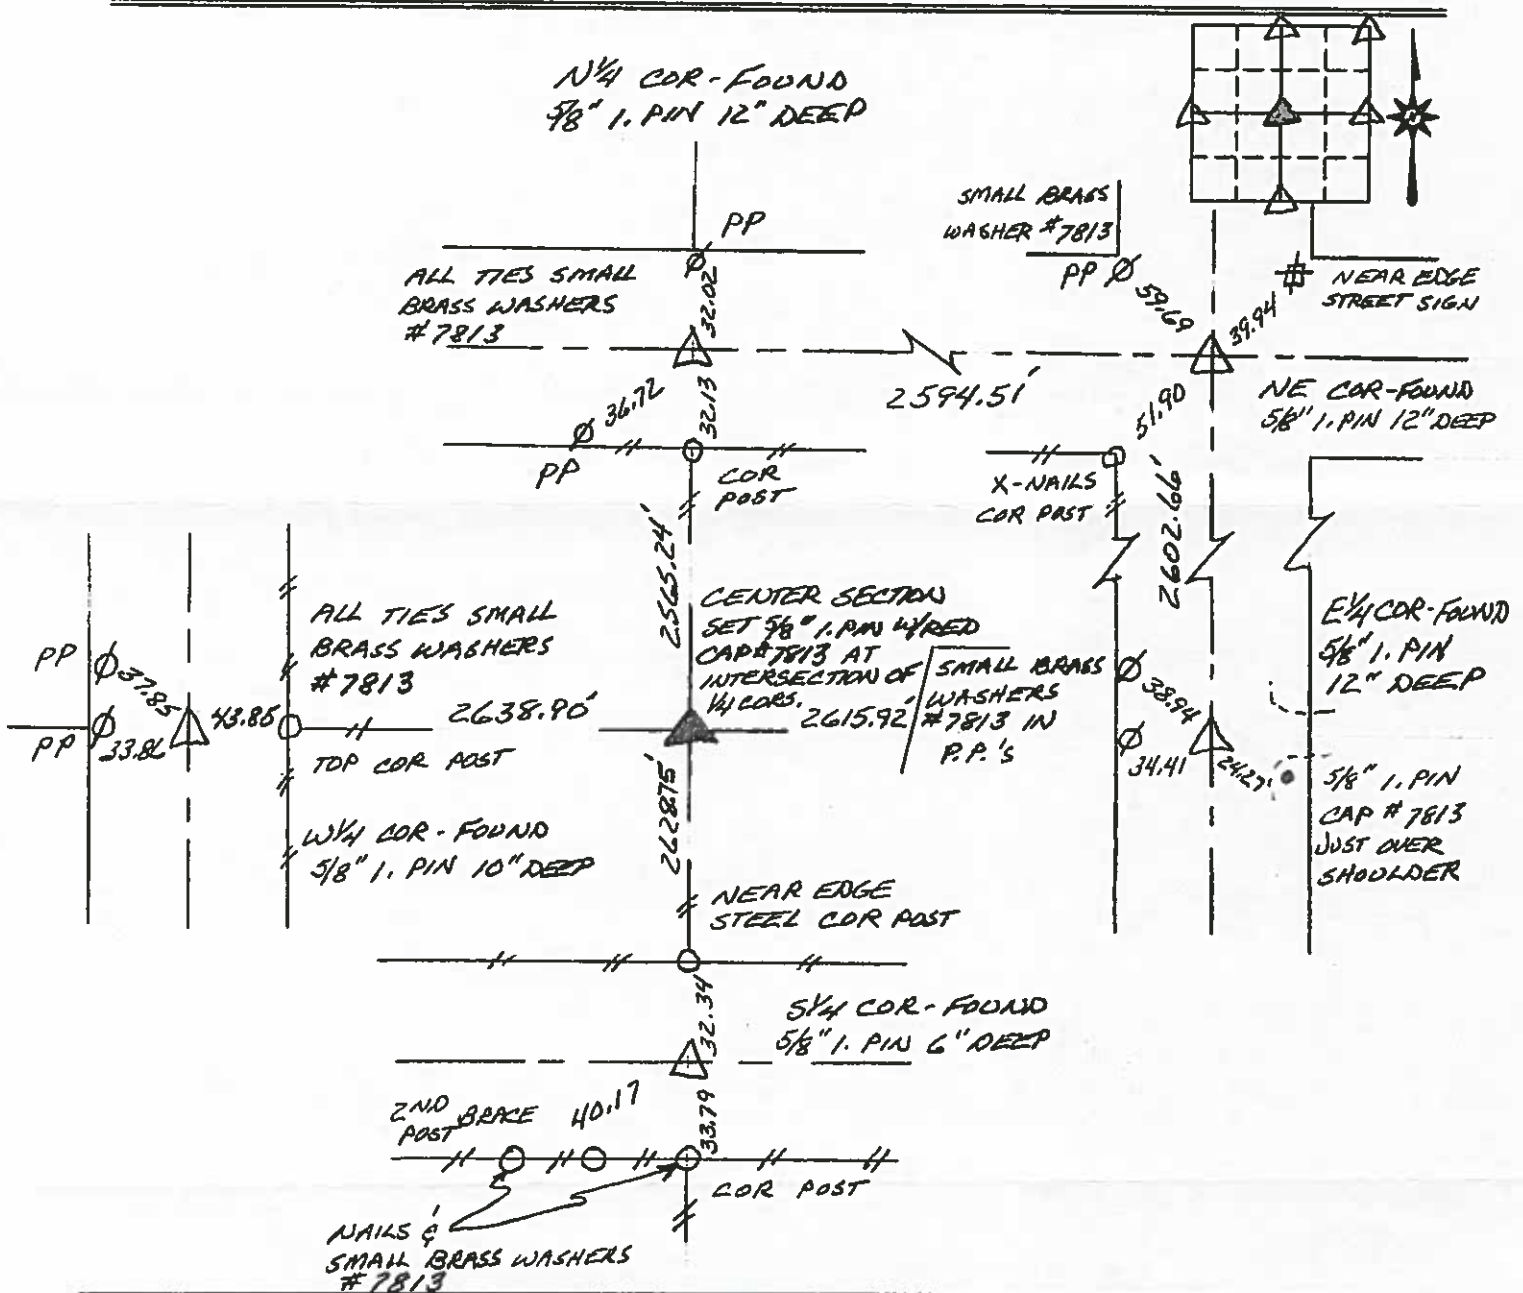 N 1/4 COR - FOUND
5/8" I. PIN 12" DEEP
PP
ALL TIES SMALL
BRASS WASHERS
#7813
32.02
36.72
32.13
PP
COR
POST
2594.51'
SMALL BRASS
WASHER #7813
PP
59.69
39.94
NEAR EDGE
STREET SIGN
NE COR-FOUND
5/8" I. PIN 12" DEEP
51.90
X-NAILS
COR POST
2602.66'
2565.24'
CENTER SECTION
SET 5/8" I. PIN W/RED
CAP #7813 AT
INTERSECTION OF
1/4 CORS.
ALL TIES SMALL
BRASS WASHERS
#7813
PP
37.85
PP
33.86
43.85
2638.90'
TOP COR POST
W 1/4 COR - FOUND
5/8" I. PIN 10" DEEP
2615.92'
SMALL BRASS
WASHERS
#7813 IN
P.P.'S
38.94
34.41
24.27
E 1/4 COR-FOUND
5/8" I. PIN
12" DEEP
5/8" I. PIN
CAP #7813
JUST OVER
SHOULDER
2628.75'
NEAR EDGE
STEEL COR POST
32.34
S 1/4 COR - FOUND
5/8" I. PIN 6" DEEP
2ND BRACE
POST
40.17
33.79
COR POST
NAILS &
SMALL BRASS WASHERS
#7813